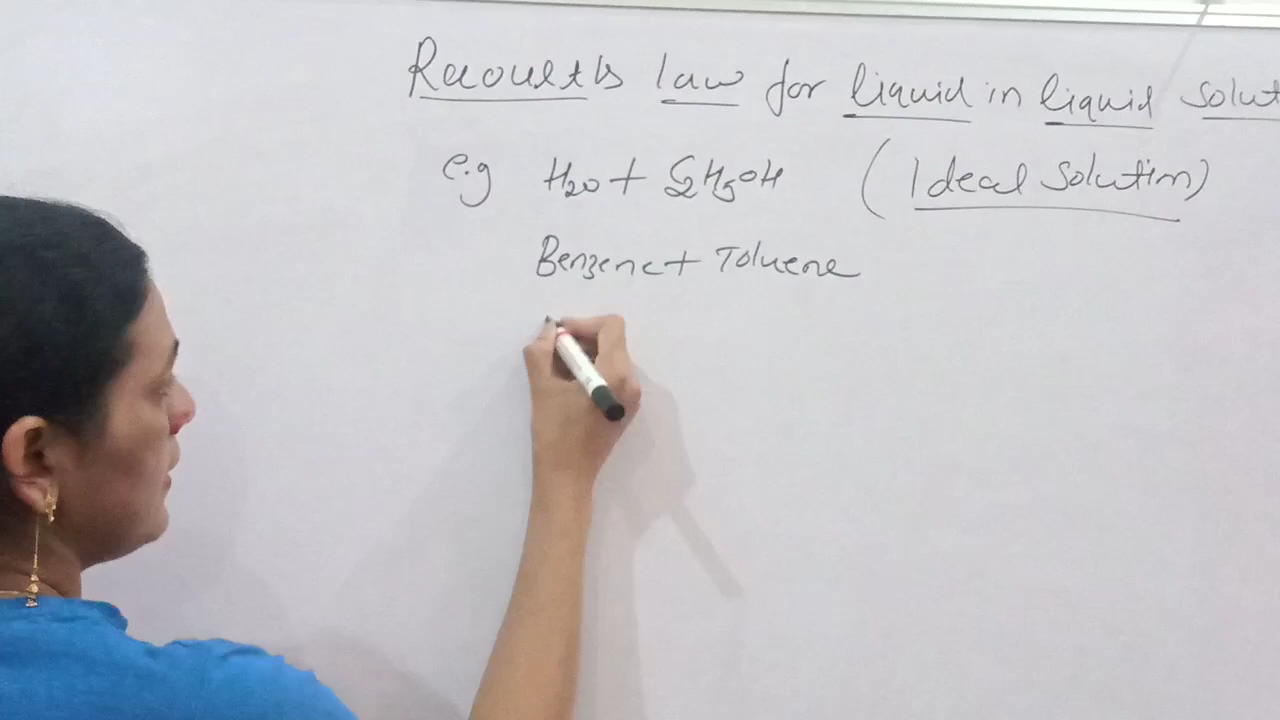 Raoult's law for liquid in liquid solut
e.g H2O + C2H5OH (Ideal Solution)
Benzene + Toluene